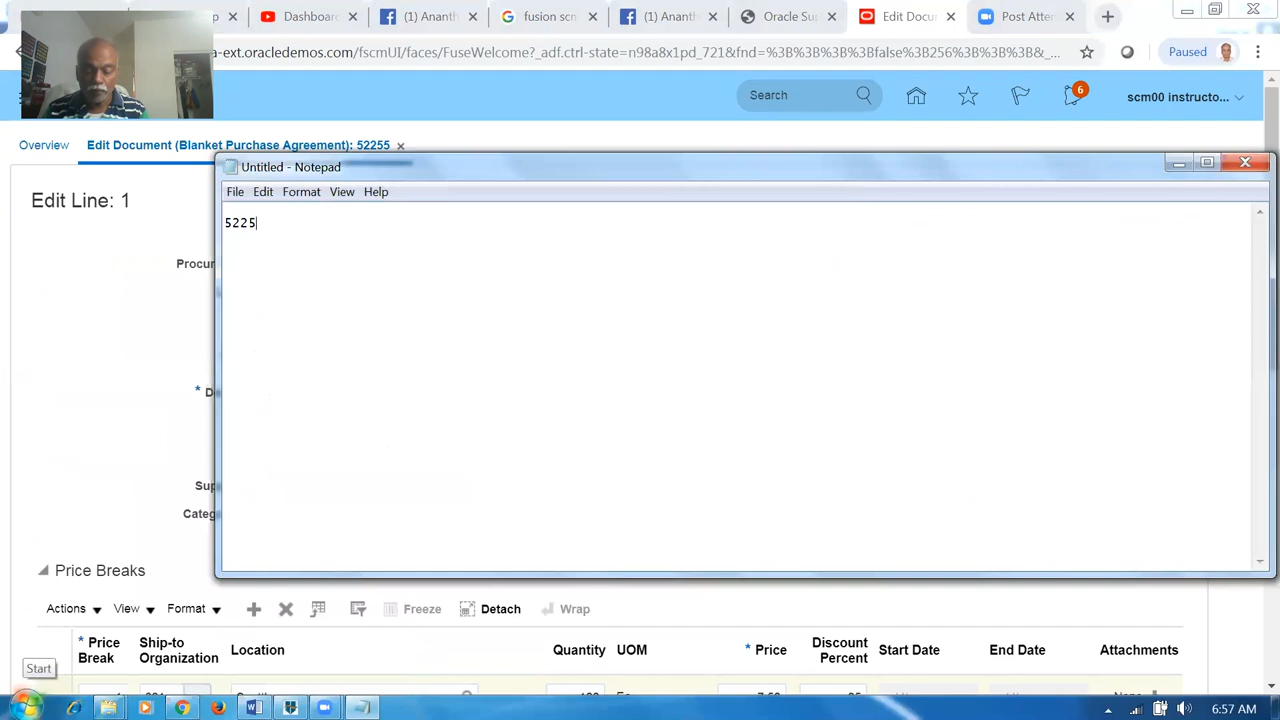 Dashboa
(1) Ananth
fusion scm
(1) Ananth
Oracle Su
Edit Docum
Post Atte
a-ext.oracledemos.com/fscmUI/faces/FuseWelcome?_adf.ctrl-state=n98a8x1pd_721&fnd=%3B%3B%3B%3Bfalse%3B256%3B%3B%3B&_...
Paused
Search
6
scm00 instructo...
Overview
Edit Document (Blanket Purchase Agreement): 52255
Untitled - Notepad
File Edit Format View Help
Edit Line: 1
5225
Procur
* D
Sup
Categ
Price Breaks
Actions View Format Freeze Detach Wrap
* Price Break Ship-to Organization Location Quantity UOM * Price Discount Percent Start Date End Date Attachments
Start
6:57 AM